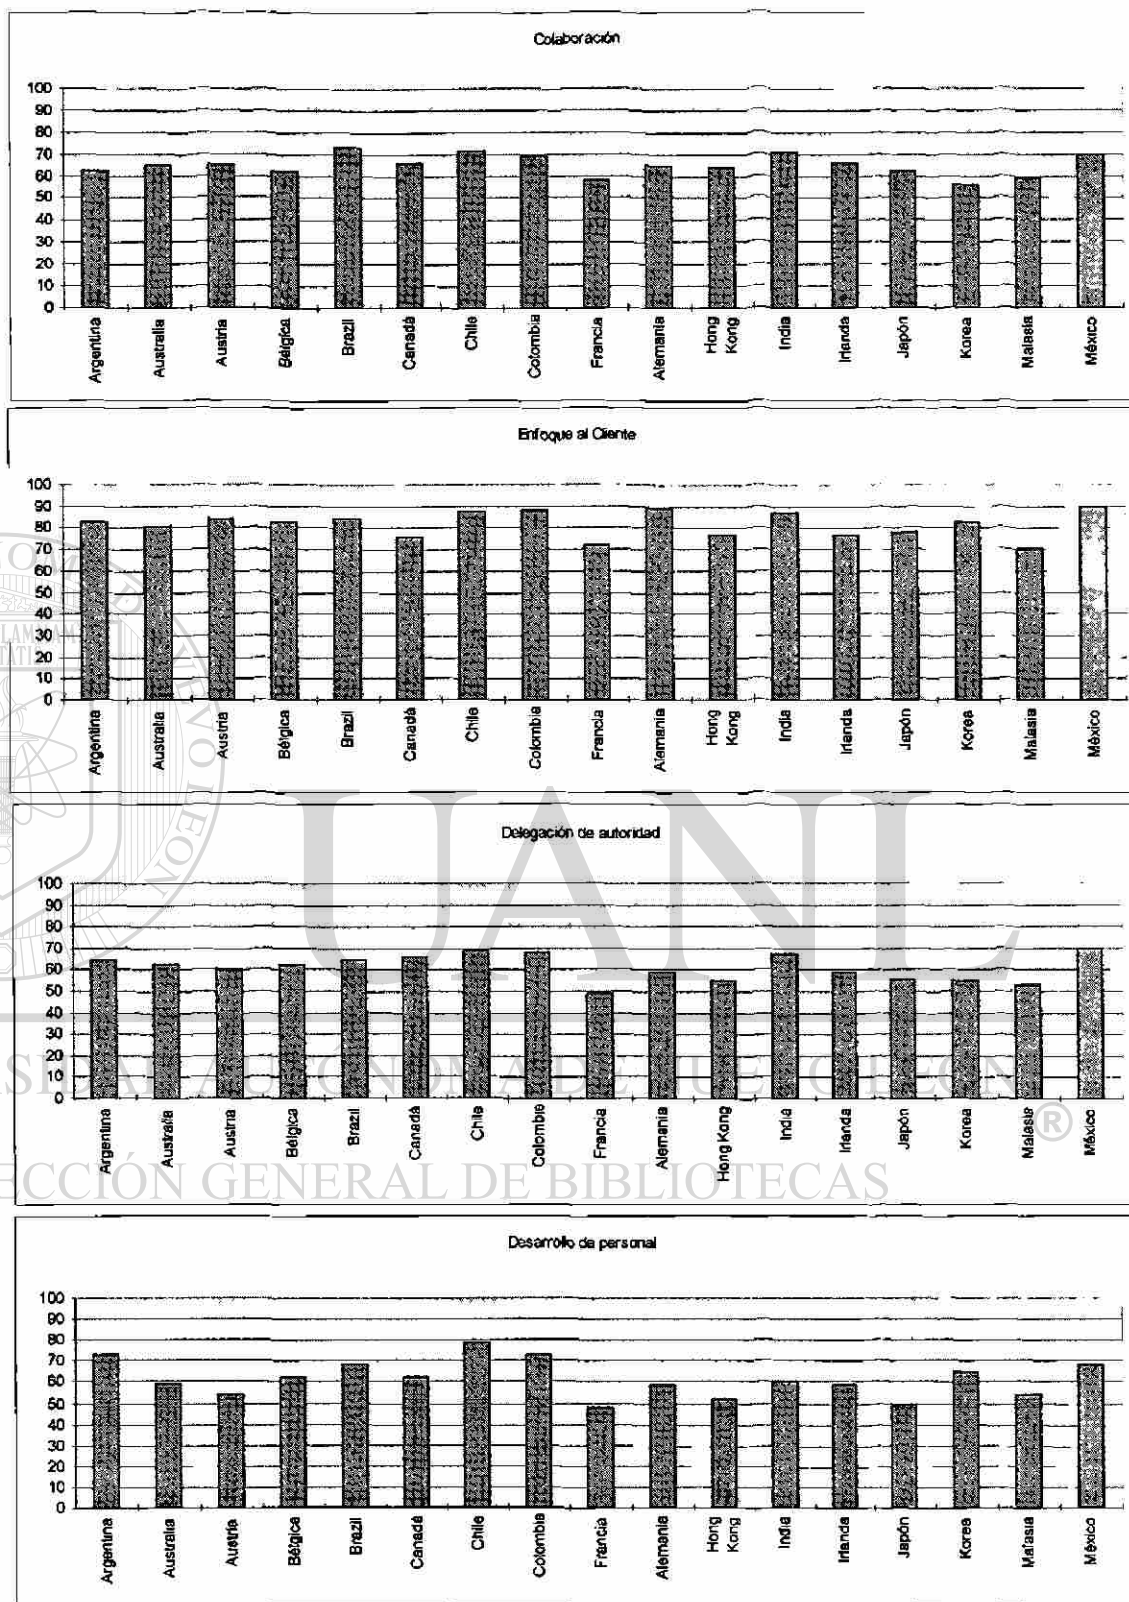 Colaboración
100
90
80
70
60
50
40
30
20
10
0
Argentina
Australia
Austria
Bélgica
Brazil
Canadá
Chile
Colombia
Francia
Alemania
Hong Kong
India
Irlanda
Japón
Korea
Malasia
México
Enfoque al Cliente
100
90
80
70
60
50
40
30
20
10
0
Argentina
Australia
Austria
Bélgica
Brazil
Canadá
Chile
Colombia
Francia
Alemania
Hong Kong
India
Irlanda
Japón
Korea
Malasia
México
UANL
Delegación de autoridad
100
90
80
70
60
50
40
30
20
10
0
Argentina
Australia
Austria
Bélgica
Brazil
Canadá
Chile
Colombia
Francia
Alemania
Hong Kong
India
Irlanda
Japón
Korea
Malasia
México
®
GENERAL DE BIBLIOTECAS
Desarrollo de personal
100
90
80
70
60
50
40
30
20
10
0
Argentina
Australia
Austria
Bélgica
Brazil
Canadá
Chile
Colombia
Francia
Alemania
Hong Kong
India
Irlanda
Japón
Korea
Malasia
México